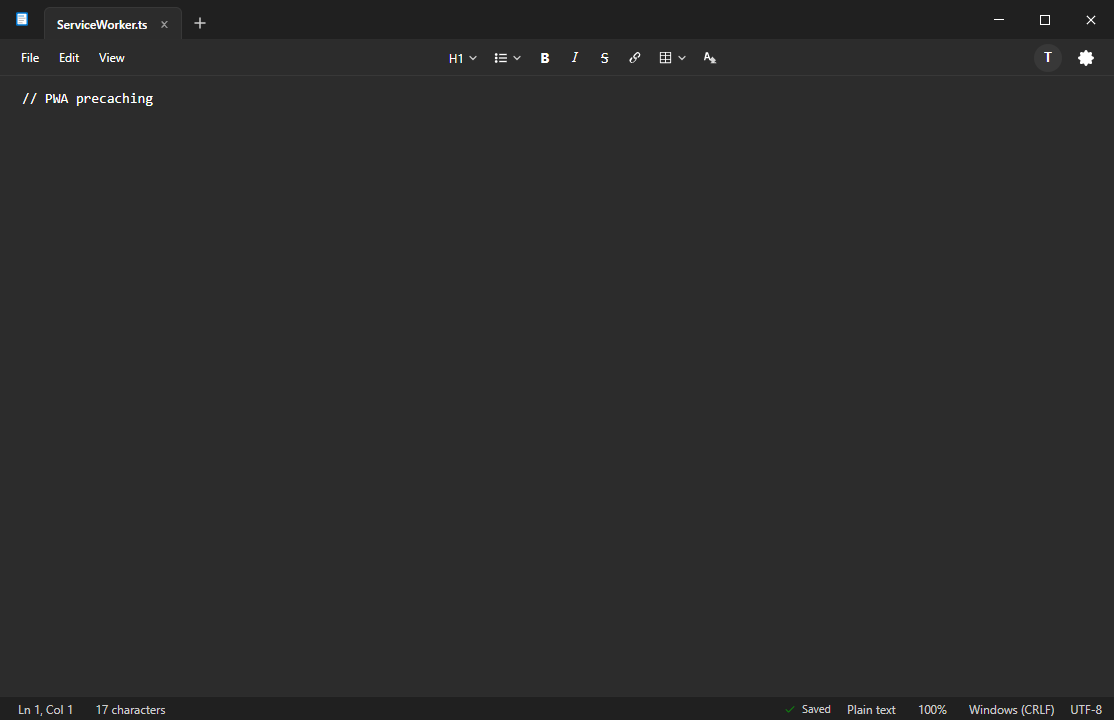 ServiceWorker.ts
File Edit View H1 B I S T
// PWA precaching
Ln 1, Col 1 17 characters Saved Plain text 100% Windows (CRLF) UTF-8